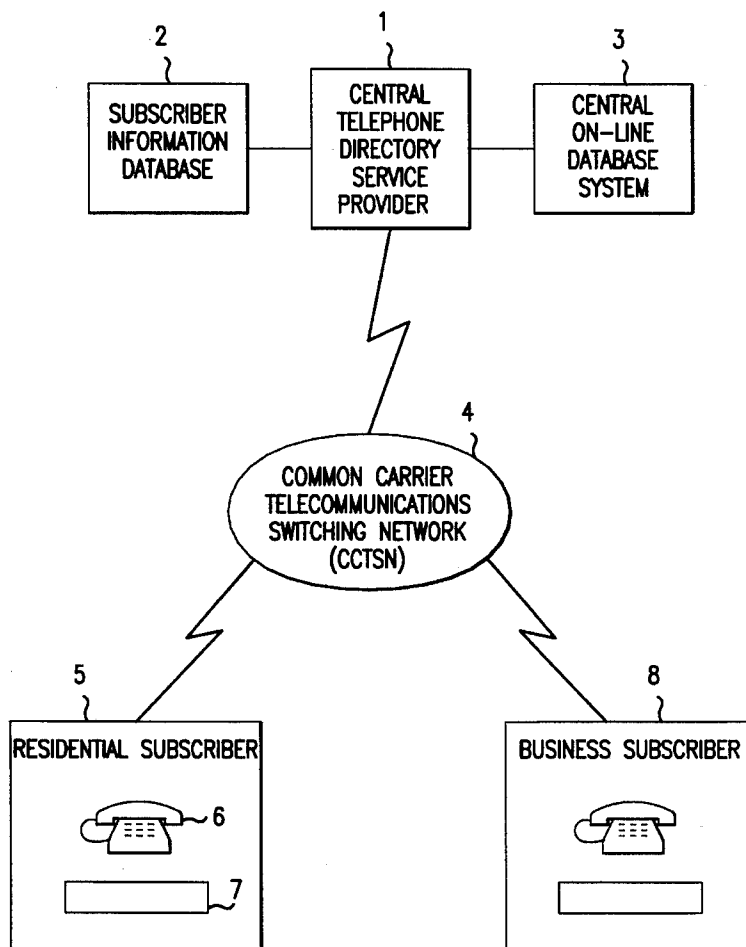 2
1
3
SUBSCRIBER
INFORMATION
DATABASE
CENTRAL
TELEPHONE
DIRECTORY
SERVICE
PROVIDER
CENTRAL
ON-LINE
DATABASE
SYSTEM
4
COMMON CARRIER
TELECOMMUNICATIONS
SWITCHING NETWORK
(CCTSN)
5
8
RESIDENTIAL SUBSCRIBER
BUSINESS SUBSCRIBER
6
7